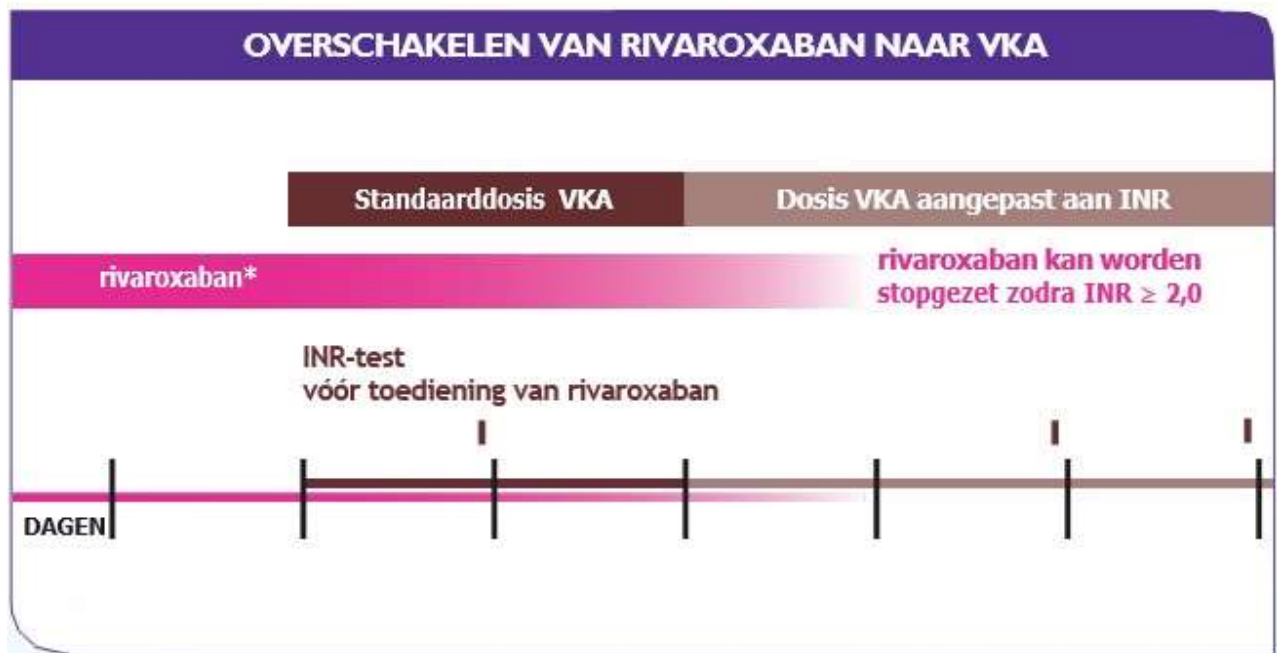 OVERSCHAKELEN VAN RIVAROXABAN NAAR VKA
Standaarddosis VKA
Dosis VKA aangepast aan INR
rivaroxaban*
rivaroxaban kan worden
stopgezet zodra INR ≥ 2,0
INR-test
vóór toediening van rivaroxaban
DAGEN